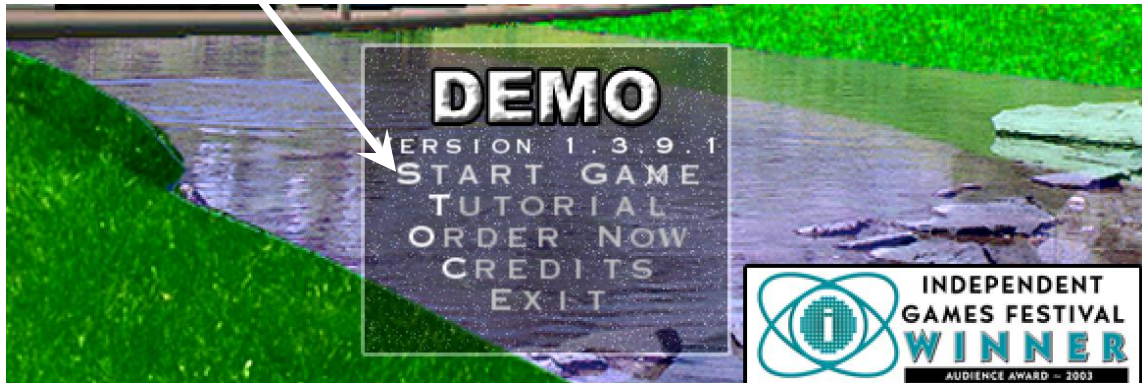 DEMO
VERSION 1.3.9.1
START GAME
TUTORIAL
ORDER NOW
CREDITS
EXIT
INDEPENDENT
GAMES FESTIVAL
WINNER
AUDIENCE AWARD ~ 2003